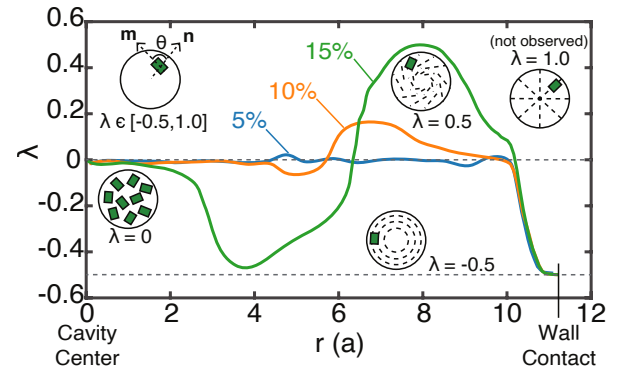 0.6
0.4
0.2
0
-0.2
-0.4
-0.6
λ
m
θ
n
λ ϵ [-0.5,1.0]
5%
10%
15%
λ = 0.5
(not observed)
λ = 1.0
λ = 0
λ = -0.5
0
2
4
6
8
10
12
Cavity
Center
r (a)
Wall
Contact